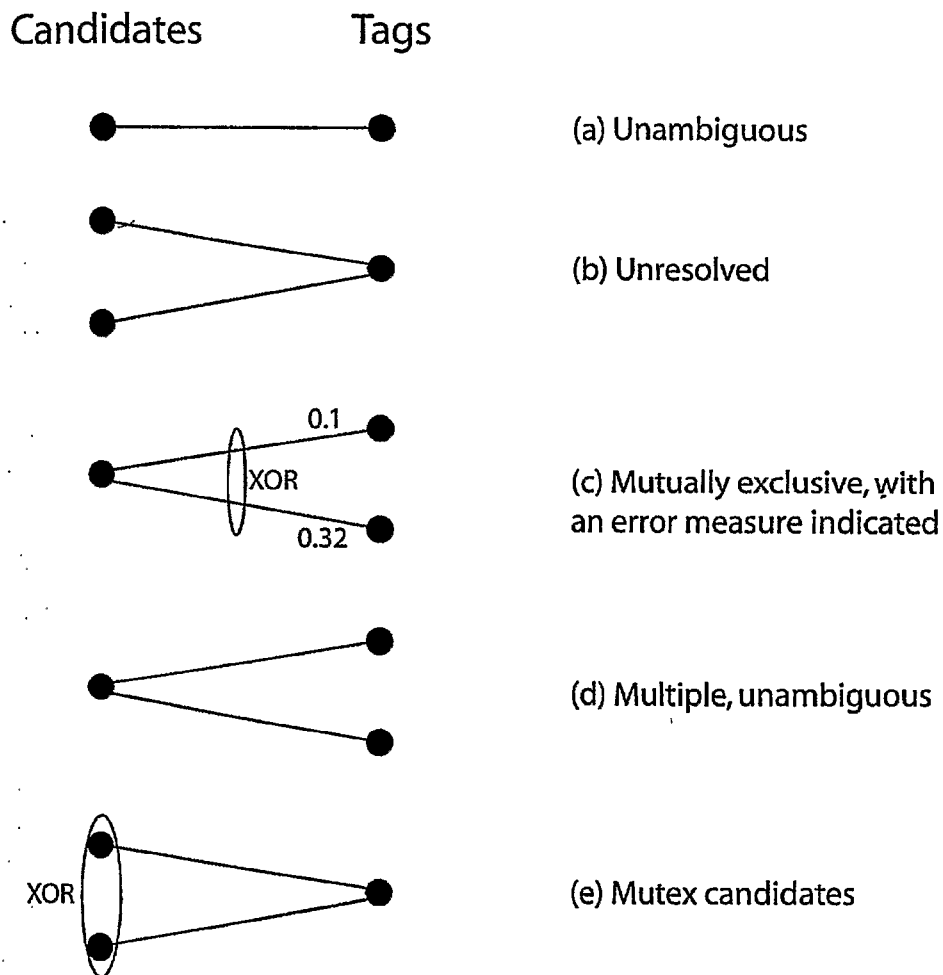 Candidates Tags
(a) Unambiguous
(b) Unresolved
0.1
XOR
0.32
(c) Mutually exclusive, with
an error measure indicated
(d) Multiple, unambiguous
XOR
(e) Mutex candidates